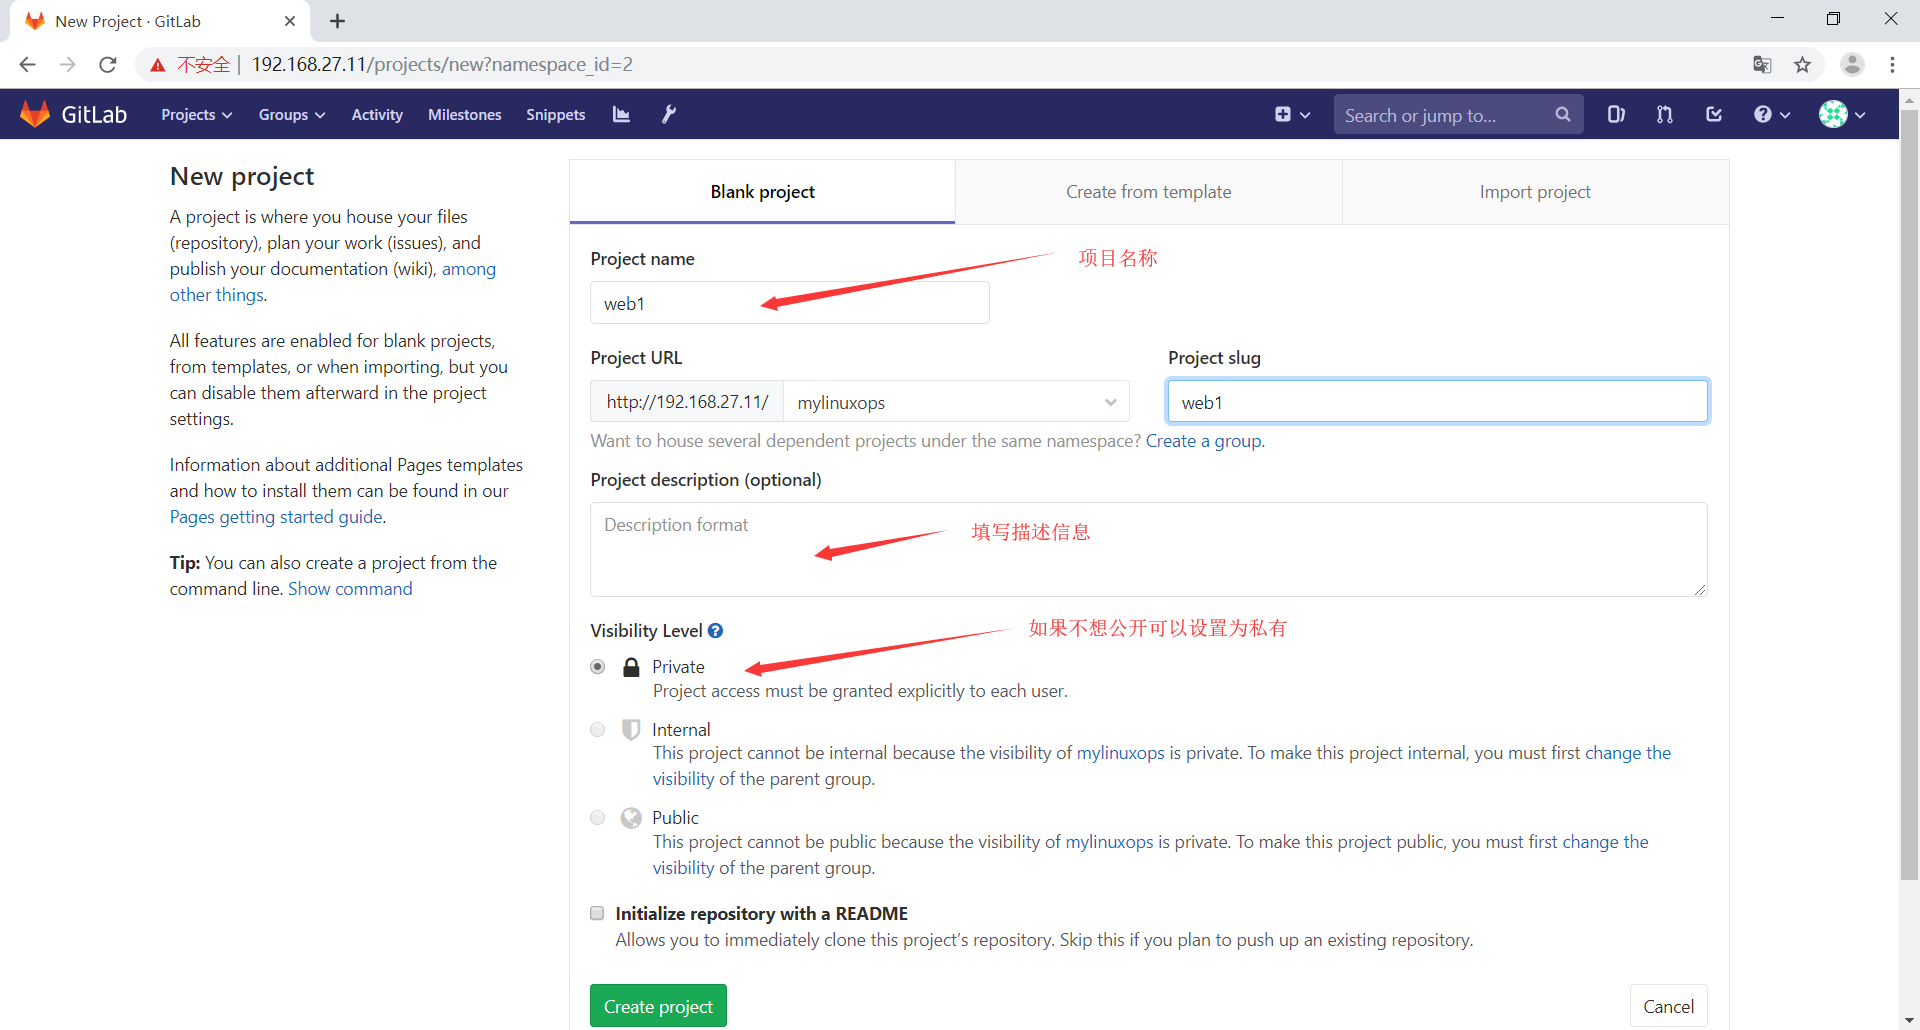 New Project · GitLab
不安全 | 192.168.27.11/projects/new?namespace_id=2
GitLab Projects Groups Activity Milestones Snippets Search or jump to...
New project
A project is where you house your files
(repository), plan your work (issues), and
publish your documentation (wiki), among
other things.
All features are enabled for blank projects,
from templates, or when importing, but you
can disable them afterward in the project
settings.
Information about additional Pages templates
and how to install them can be found in our
Pages getting started guide.
Tip: You can also create a project from the
command line. Show command
Blank project Create from template Import project
Project name
项目名称
web1
Project URL Project slug
http://192.168.27.11/ mylinuxops web1
Want to house several dependent projects under the same namespace? Create a group.
Project description (optional)
Description format
填写描述信息
Visibility Level
如果不想公开可以设置为私有
Private
Project access must be granted explicitly to each user.
Internal
This project cannot be internal because the visibility of mylinuxops is private. To make this project internal, you must first change the
visibility of the parent group.
Public
This project cannot be public because the visibility of mylinuxops is private. To make this project public, you must first change the
visibility of the parent group.
Initialize repository with a README
Allows you to immediately clone this project’s repository. Skip this if you plan to push up an existing repository.
Create project Cancel